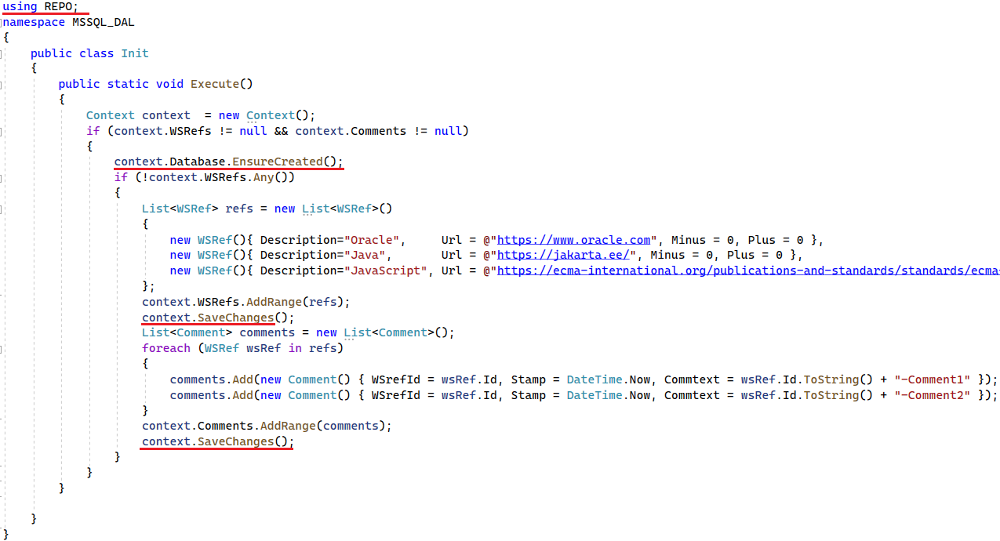 using REPO;
namespace MSSQL_DAL
{
    public class Init
    {
        public static void Execute()
        {
            Context context  = new Context();
            if (context.WSRefs != null && context.Comments != null)
            {
                context.Database.EnsureCreated();
                if (!context.WSRefs.Any())
                {
                    List<WSRef> refs = new List<WSRef>()
                    {
                        new WSRef(){ Description="Oracle",     Url = @"https://www.oracle.com", Minus = 0, Plus = 0 },
                        new WSRef(){ Description="Java",       Url = @"https://jakarta.ee/", Minus = 0, Plus = 0 },
                        new WSRef(){ Description="JavaScript", Url = @"https://ecma-international.org/publications-and-standards/standards/ecma-
                    };
                    context.WSRefs.AddRange(refs);
                    context.SaveChanges();
                    List<Comment> comments = new List<Comment>();
                    foreach (WSRef wsRef in refs)
                    {
                        comments.Add(new Comment() { WSrefId = wsRef.Id, Stamp = DateTime.Now, Commtext = wsRef.Id.ToString() + "-Comment1" });
                        comments.Add(new Comment() { WSrefId = wsRef.Id, Stamp = DateTime.Now, Commtext = wsRef.Id.ToString() + "-Comment2" });
                    }
                    context.Comments.AddRange(comments);
                    context.SaveChanges();
                }
            }
        }

    }
}